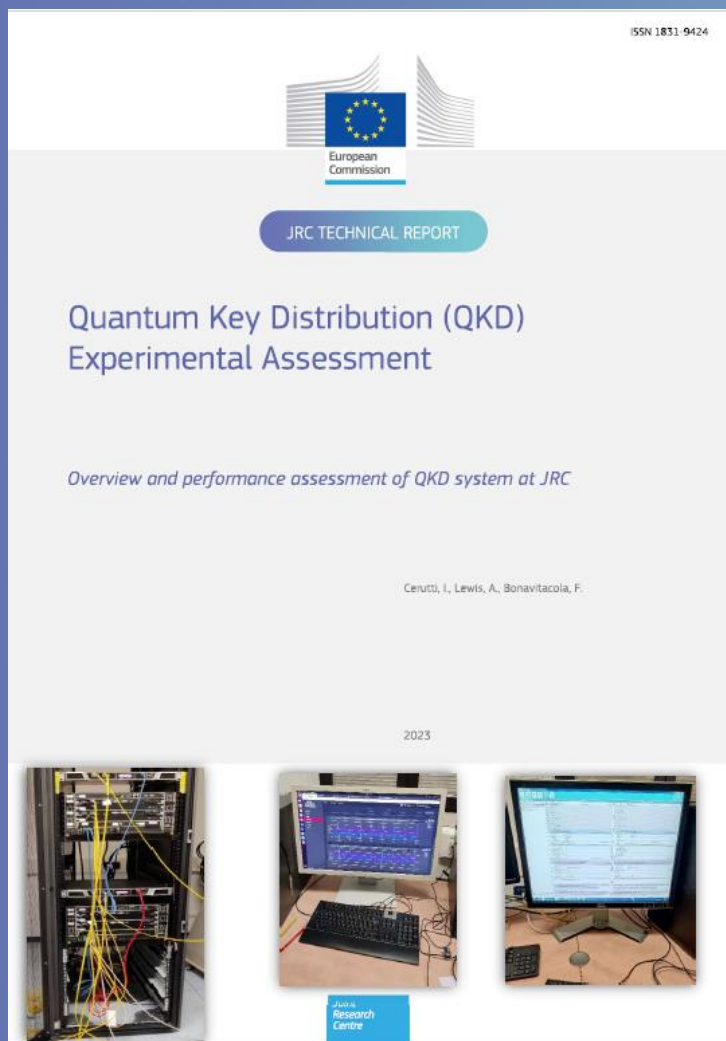 ISSN 1831-9424
European
Commission
JRC TECHNICAL REPORT
Quantum Key Distribution (QKD)
Experimental Assessment
Overview and performance assessment of QKD system at JRC
Cerutti, I., Lewis, A., Bonavitacola, F.
2023
Research
Centre